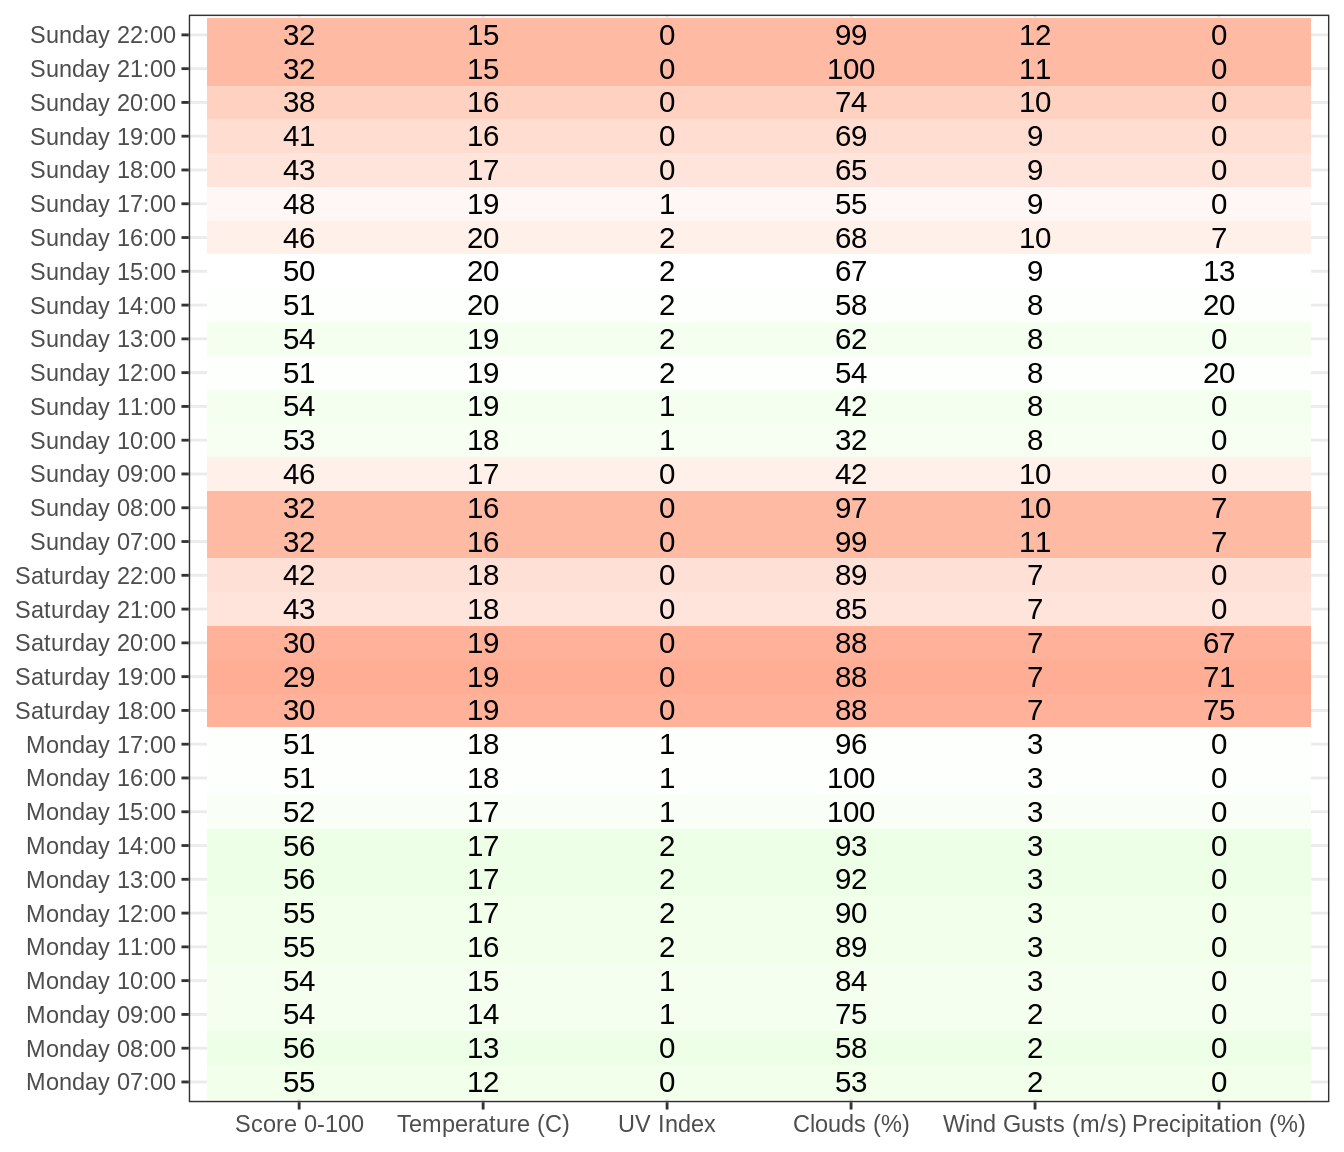 Sunday 22:00 32 15 0 99 12 0
Sunday 21:00 32 15 0 100 11 0
Sunday 20:00 38 16 0 74 10 0
Sunday 19:00 41 16 0 69 9 0
Sunday 18:00 43 17 0 65 9 0
Sunday 17:00 48 19 1 55 9 0
Sunday 16:00 46 20 2 68 10 7
Sunday 15:00 50 20 2 67 9 13
Sunday 14:00 51 20 2 58 8 20
Sunday 13:00 54 19 2 62 8 0
Sunday 12:00 51 19 2 54 8 20
Sunday 11:00 54 19 1 42 8 0
Sunday 10:00 53 18 1 32 8 0
Sunday 09:00 46 17 0 42 10 0
Sunday 08:00 32 16 0 97 10 7
Sunday 07:00 32 16 0 99 11 7
Saturday 22:00 42 18 0 89 7 0
Saturday 21:00 43 18 0 85 7 0
Saturday 20:00 30 19 0 88 7 67
Saturday 19:00 29 19 0 88 7 71
Saturday 18:00 30 19 0 88 7 75
Monday 17:00 51 18 1 96 3 0
Monday 16:00 51 18 1 100 3 0
Monday 15:00 52 17 1 100 3 0
Monday 14:00 56 17 2 93 3 0
Monday 13:00 56 17 2 92 3 0
Monday 12:00 55 17 2 90 3 0
Monday 11:00 55 16 2 89 3 0
Monday 10:00 54 15 1 84 3 0
Monday 09:00 54 14 1 75 2 0
Monday 08:00 56 13 0 58 2 0
Monday 07:00 55 12 0 53 2 0
Score 0-100 Temperature (C) UV Index Clouds (%) Wind Gusts (m/s) Precipitation (%)